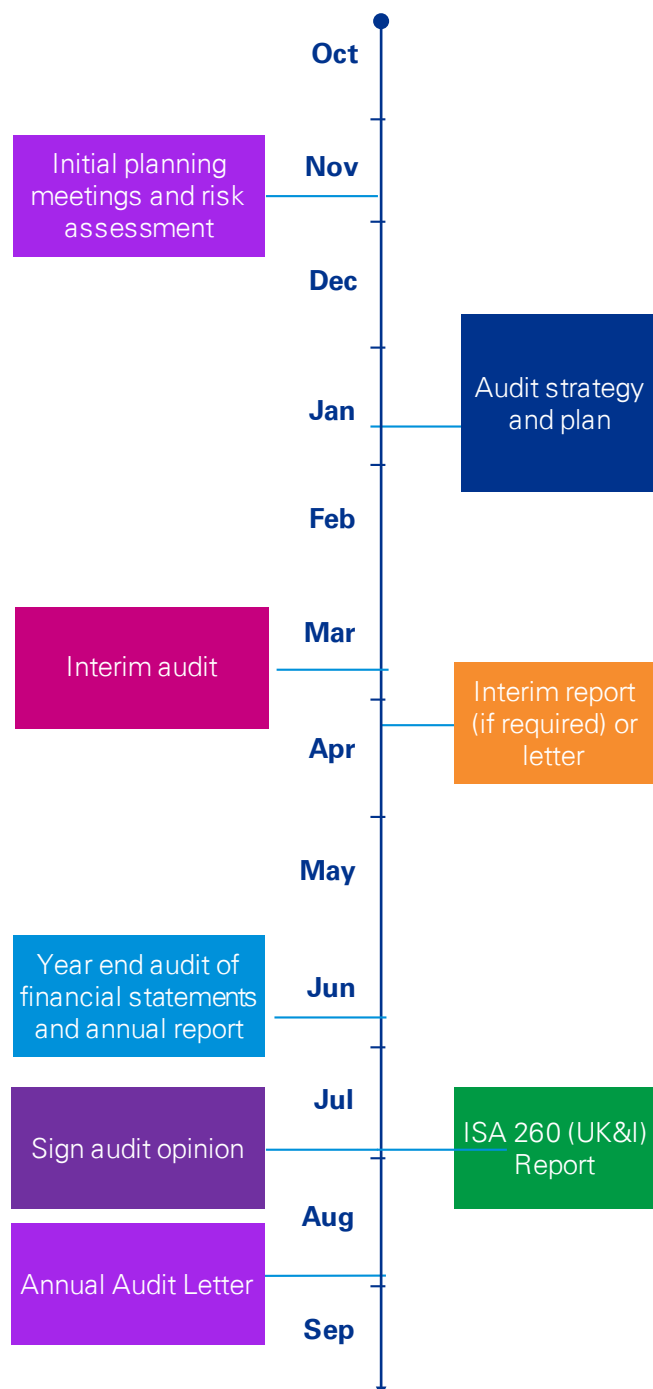 Oct
Initial planning
meetings and risk
assessment
Nov
Dec
Audit strategy
and plan
Jan
Feb
Mar
Interim audit
Interim report
(if required) or
letter
Apr
May
Year end audit of
financial statements
and annual report
Jun
Jul
Sign audit opinion
ISA 260 (UK&I)
Report
Aug
Annual Audit Letter
Sep